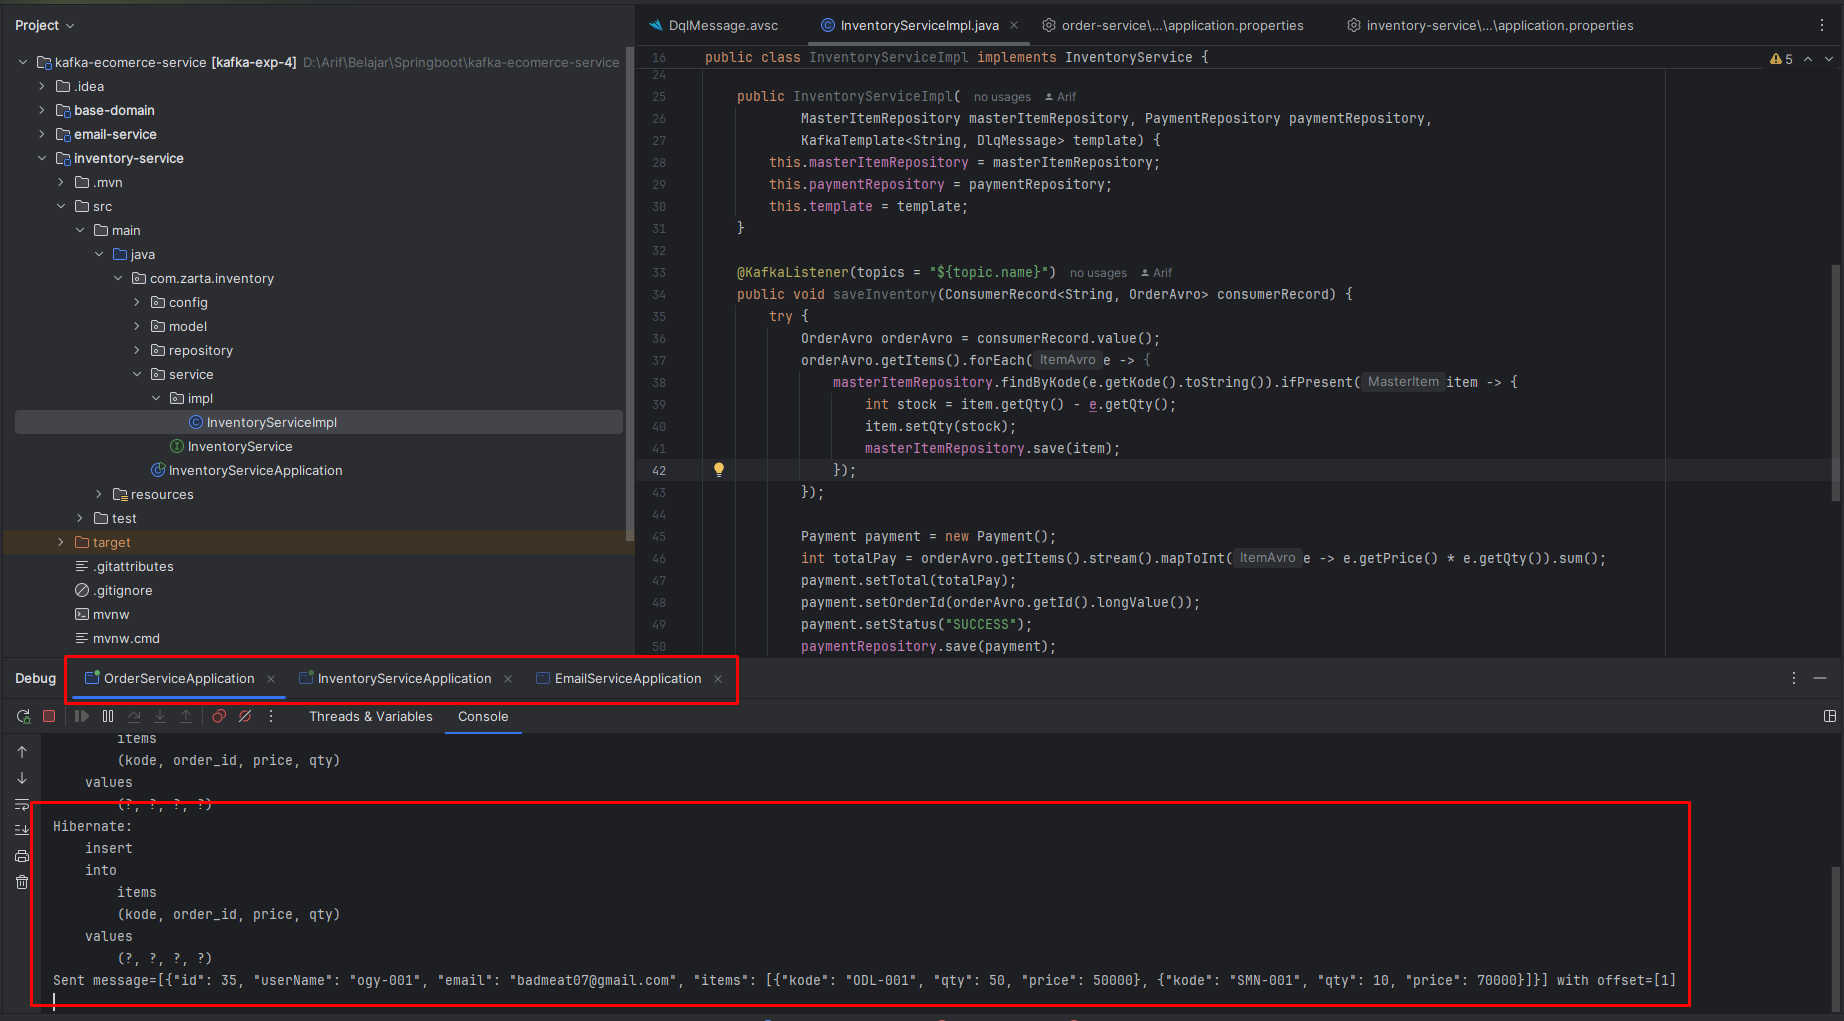 Project
kafka-ecomerce-service [kafka-exp-4] D:\Arif\Belajar\Springboot\kafka-ecomerce-service
.idea
base-domain
email-service
inventory-service
.mvn
src
main
java
com.zarta.inventory
config
model
repository
service
impl
InventoryServiceImpl
InventoryService
InventoryServiceApplication
resources
test
target
.gitattributes
.gitignore
mvnw
mvnw.cmd
DqlMessage.avsc
InventoryServiceImpl.java
order-service\...\application.properties
inventory-service\...\application.properties
16 public class InventoryServiceImpl implements InventoryService {
5
24
25 public InventoryServiceImpl( no usages Arif
26 MasterItemRepository masterItemRepository, PaymentRepository paymentRepository,
27 KafkaTemplate<String, DlqMessage> template) {
28 this.masterItemRepository = masterItemRepository;
29 this.paymentRepository = paymentRepository;
30 this.template = template;
31 }
32
33 @KafkaListener(topics = "${topic.name}") no usages Arif
34 public void saveInventory(ConsumerRecord<String, OrderAvro> consumerRecord) {
35 try {
36 OrderAvro orderAvro = consumerRecord.value();
37 orderAvro.getItems().forEach( ItemAvro e -> {
38 masterItemRepository.findByKode(e.getKode().toString()).ifPresent( MasterItem item -> {
39 int stock = item.getQty() - e.getQty();
40 item.setQty(stock);
41 masterItemRepository.save(item);
42 });
43 });
44
45 Payment payment = new Payment();
46 int totalPay = orderAvro.getItems().stream().mapToInt( ItemAvro e -> e.getPrice() * e.getQty()).sum();
47 payment.setTotal(totalPay);
48 payment.setOrderId(orderAvro.getId().longValue());
49 payment.setStatus("SUCCESS");
50 paymentRepository.save(payment);
Debug
OrderServiceApplication
InventoryServiceApplication
EmailServiceApplication
Threads & Variables
Console
items
(kode, order_id, price, qty)
values
(?, ?, ?, ?)
Hibernate:
insert
into
items
(kode, order_id, price, qty)
values
(?, ?, ?, ?)
Sent message=[{"id": 35, "userName": "ogy-001", "email": "badmeat07@gmail.com", "items": [{"kode": "ODL-001", "qty": 50, "price": 50000}, {"kode": "SMN-001", "qty": 10, "price": 70000}]}] with offset=[1]